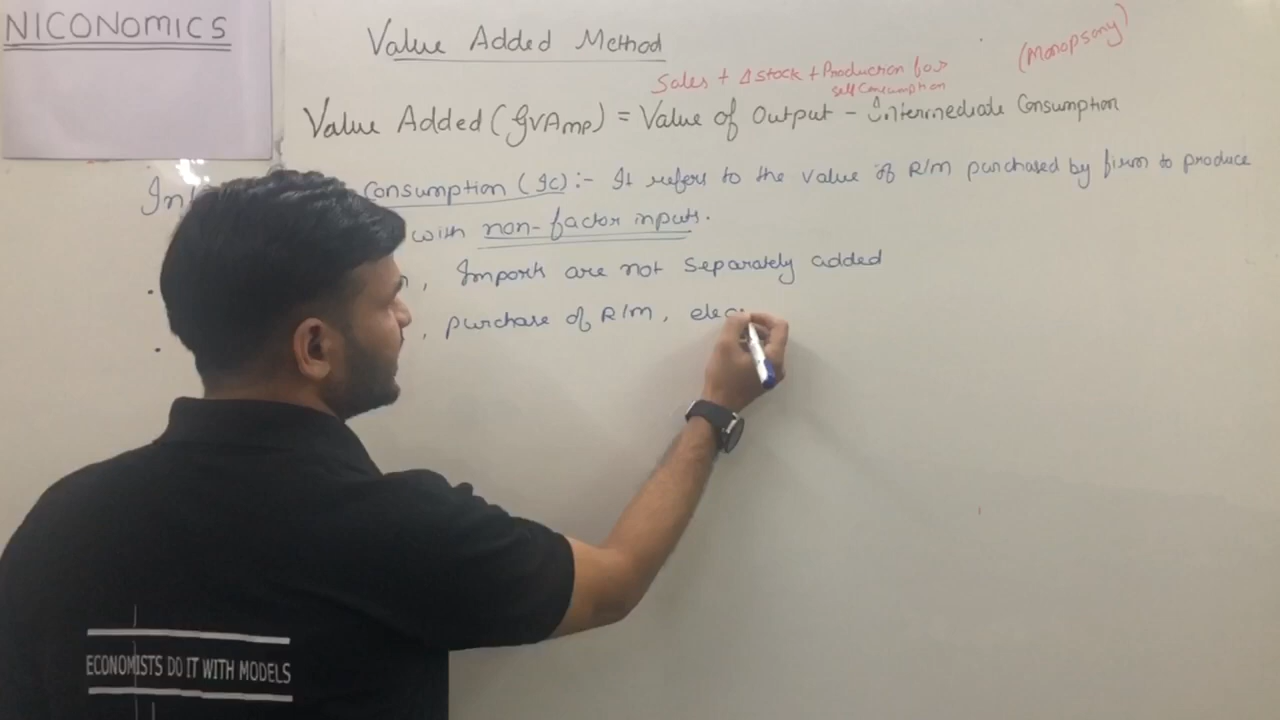 NICONOMICS
Value Added Method
(Monopsony)
Sales + Δ stock + Production for
self Consumption
Value Added (GVAMP) = Value of Output - Intermediate Consumption
Consumption (IC):- It refers to the value of R/M purchased by firm to produce
with non-factor inputs.
, Imports are not separately added
, purchase of R/M, elec
ECONOMISTS DO IT WITH MODELS